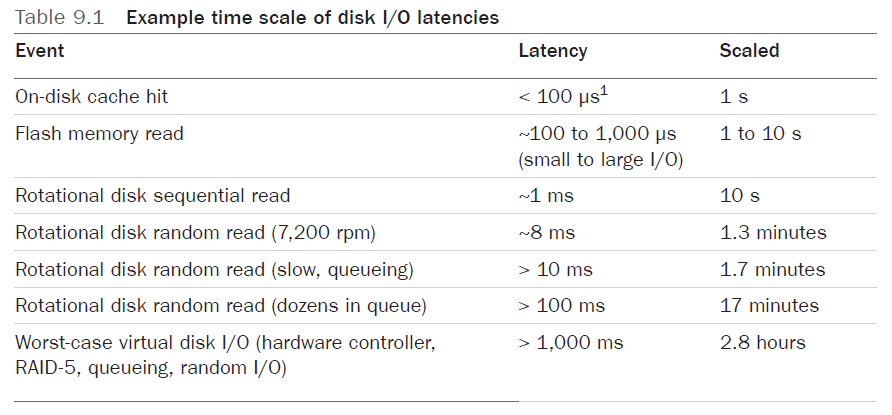 Table 9.1 Example time scale of disk I/O latencies
Event Latency Scaled
On-disk cache hit < 100 μs¹ 1 s
Flash memory read ~100 to 1,000 μs 1 to 10 s
(small to large I/O)
Rotational disk sequential read ~1 ms 10 s
Rotational disk random read (7,200 rpm) ~8 ms 1.3 minutes
Rotational disk random read (slow, queueing) > 10 ms 1.7 minutes
Rotational disk random read (dozens in queue) > 100 ms 17 minutes
Worst-case virtual disk I/O (hardware controller, > 1,000 ms 2.8 hours
RAID-5, queueing, random I/O)